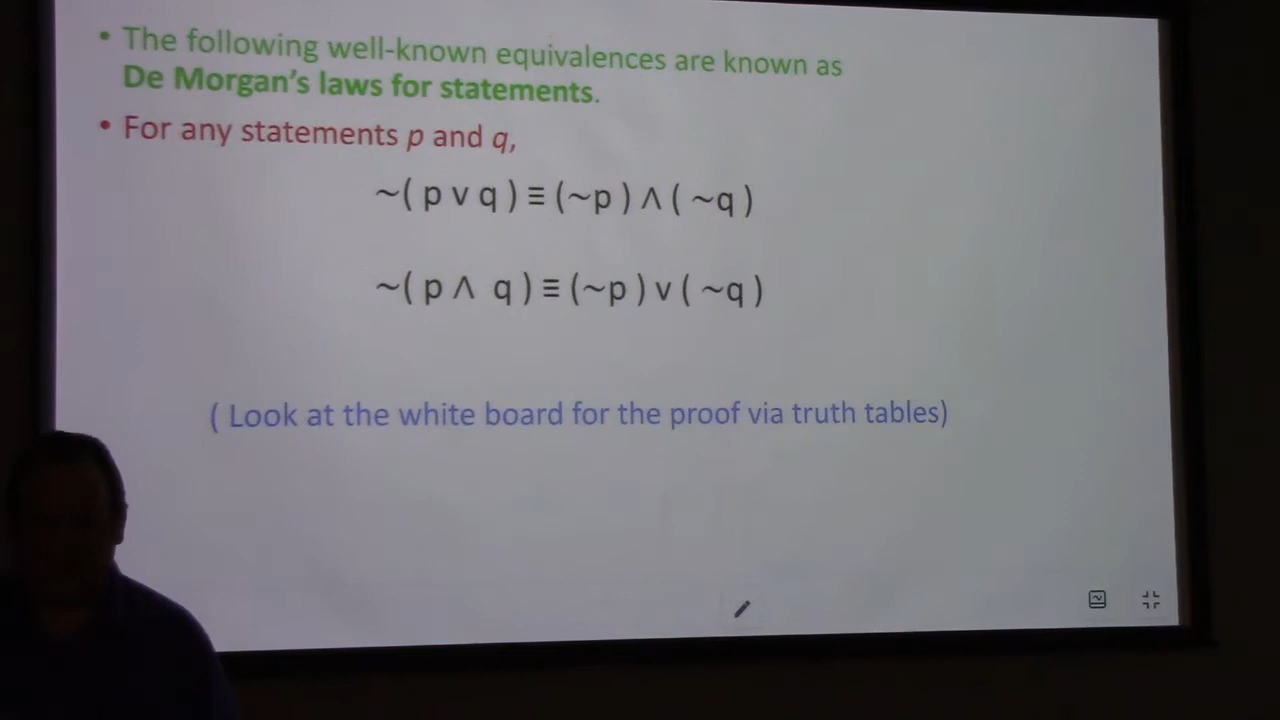 • The following well-known equivalences are known as
De Morgan's laws for statements.
• For any statements p and q,
~( p v q ) ≡ (~p ) ∧ ( ~q )
~( p ∧ q ) ≡ (~p ) v ( ~q )
( Look at the white board for the proof via truth tables)